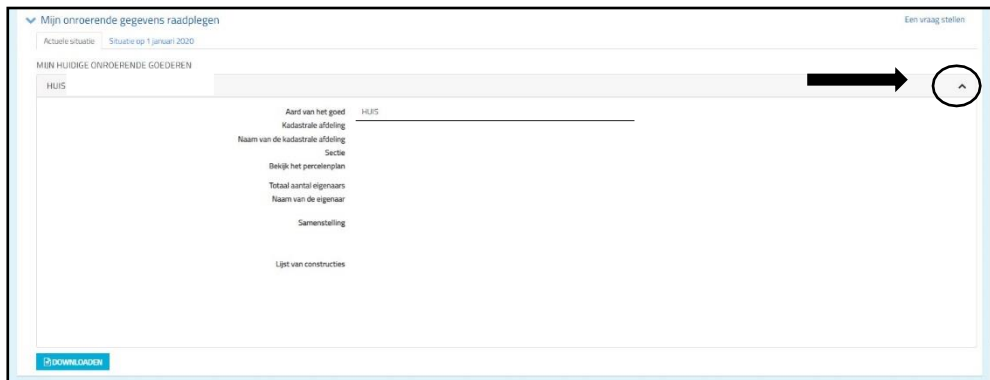 Mijn onroerende gegevens raadplegen Een vraag stellen
Actuele situatie Situatie op 1 januari 2020
MIJN HUIDIGE ONROERENDE GOEDEREN
HUIS
Aard van het goed HUIS
Kadastrale afdeling
Naam van de kadastrale afdeling
Sectie
Bekijk het percelenplan
Totaal aantal eigenaars
Naam van de eigenaar
Samenstelling
Lijst van constructies
DOWNLOADEN